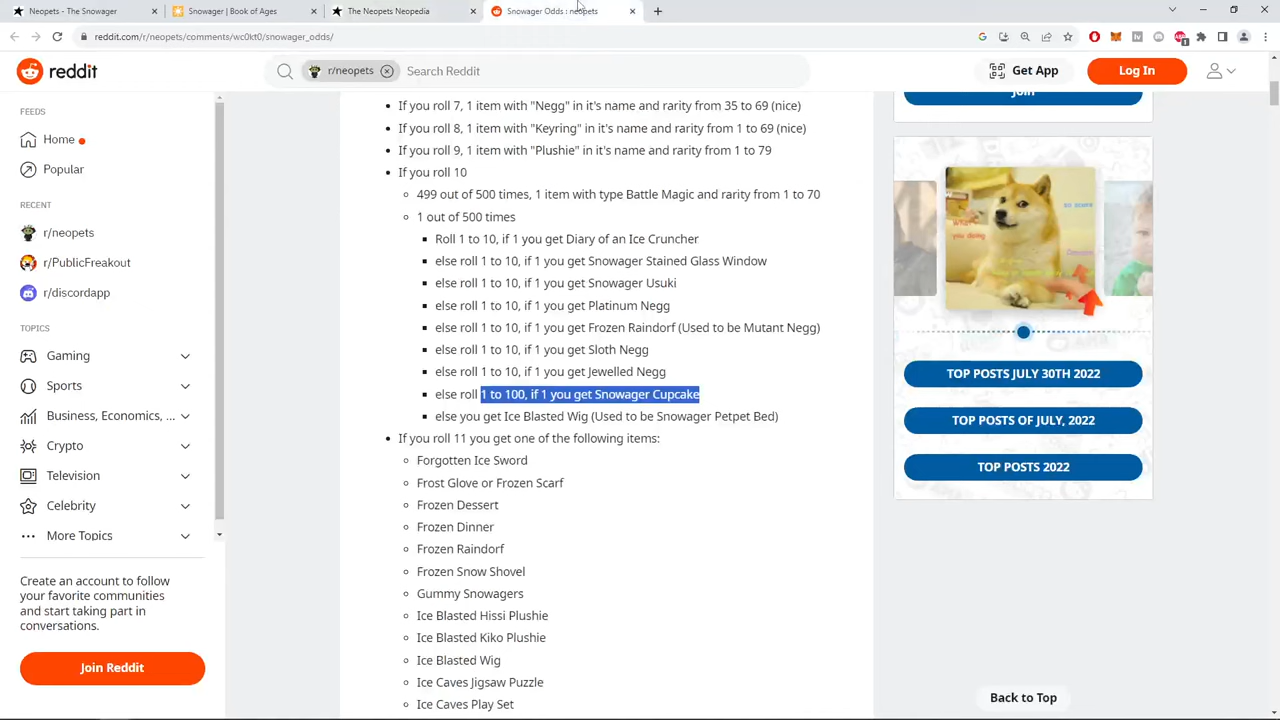 Neopets - The Snowager
Snowager | Book of Ages
The Neopets Neopedia
Snowager Odds : neopets
reddit.com/r/neopets/comments/wc0kt0/snowager_odds/
reddit
r/neopets
Search Reddit
Get App
Log In
FEEDS
Home
Popular
RECENT
r/neopets
r/PublicFreakout
r/discordapp
TOPICS
Gaming
Sports
Business, Economics, ...
Crypto
Television
Celebrity
More Topics
Create an account to follow
your favorite communities
and start taking part in
conversations.
Join Reddit
If you roll 7, 1 item with "Negg" in it's name and rarity from 35 to 69 (nice)
If you roll 8, 1 item with "Keyring" in it's name and rarity from 1 to 69 (nice)
If you roll 9, 1 item with "Plushie" in it's name and rarity from 1 to 79
If you roll 10
499 out of 500 times, 1 item with type Battle Magic and rarity from 1 to 70
1 out of 500 times
Roll 1 to 10, if 1 you get Diary of an Ice Cruncher
else roll 1 to 10, if 1 you get Snowager Stained Glass Window
else roll 1 to 10, if 1 you get Snowager Usuki
else roll 1 to 10, if 1 you get Platinum Negg
else roll 1 to 10, if 1 you get Frozen Raindorf (Used to be Mutant Negg)
else roll 1 to 10, if 1 you get Sloth Negg
else roll 1 to 10, if 1 you get Jewelled Negg
else roll 1 to 100, if 1 you get Snowager Cupcake
else you get Ice Blasted Wig (Used to be Snowager Petpet Bed)
If you roll 11 you get one of the following items:
Forgotten Ice Sword
Frost Glove or Frozen Scarf
Frozen Dessert
Frozen Dinner
Frozen Raindorf
Frozen Snow Shovel
Gummy Snowagers
Ice Blasted Hissi Plushie
Ice Blasted Kiko Plushie
Ice Blasted Wig
Ice Caves Jigsaw Puzzle
Ice Caves Play Set
Join
TOP POSTS JULY 30TH 2022
TOP POSTS OF JULY, 2022
TOP POSTS 2022
Back to Top